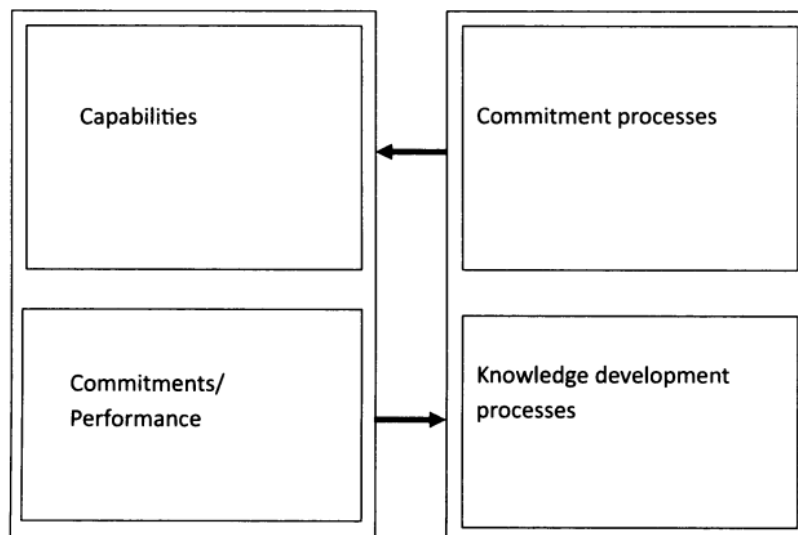 Capabilities
Commitment processes
Commitments/
Performance
Knowledge development
processes